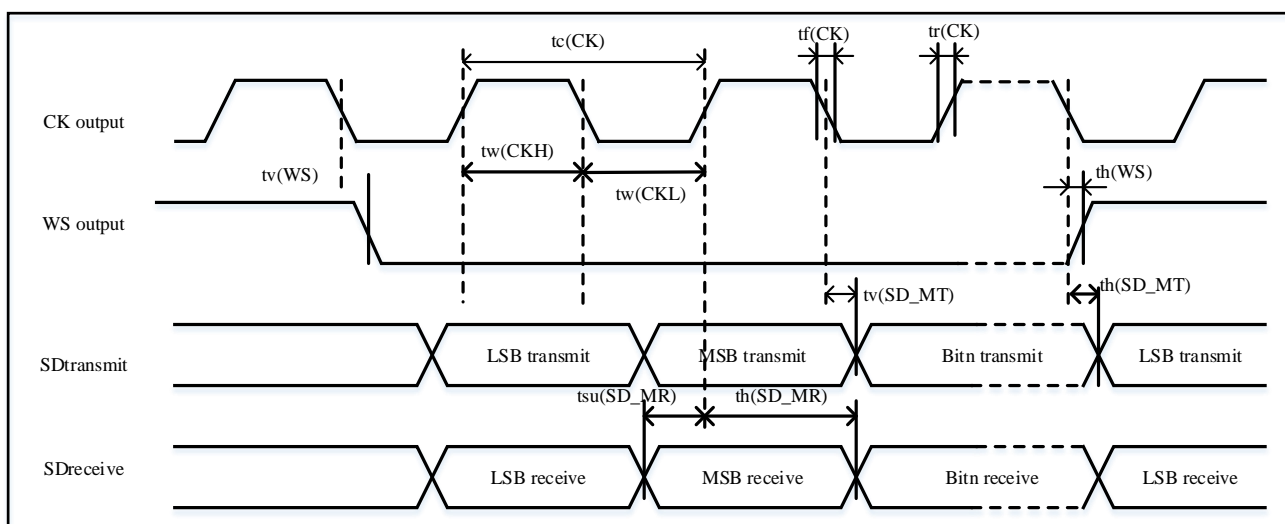 tc(CK)
tf(CK)
tr(CK)
CK output
tw(CKH)
tv(WS)
th(WS)
tw(CKL)
WS output
tv(SD_MT)
th(SD_MT)
SDtransmit
LSB transmit
MSB transmit
Bitn transmit
LSB transmit
tsu(SD_MR)
th(SD_MR)
SDreceive
LSB receive
MSB receive
Bitn receive
LSB receive